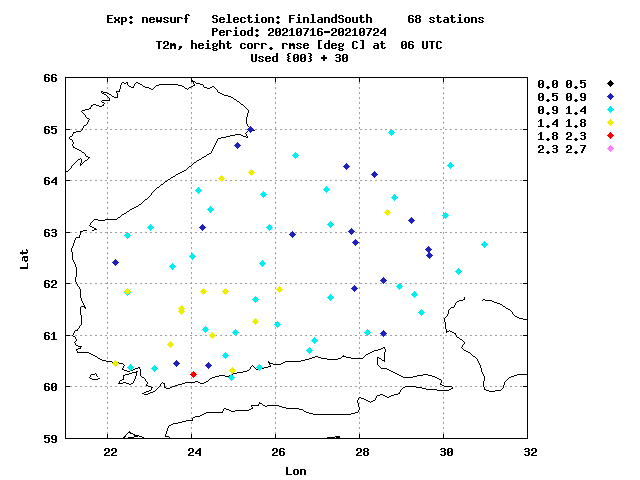 Exp: newsurf Selection: FinlandSouth 68 stations
Period: 20210716-20210724
T2m, height corr. rmse [deg C] at 06 UTC
Used {00} + 30
66
65
64
63
62
61
60
59
Lat
22 24 26 28 30 32
Lon
0.0 0.5
0.5 0.9
0.9 1.4
1.4 1.8
1.8 2.3
2.3 2.7